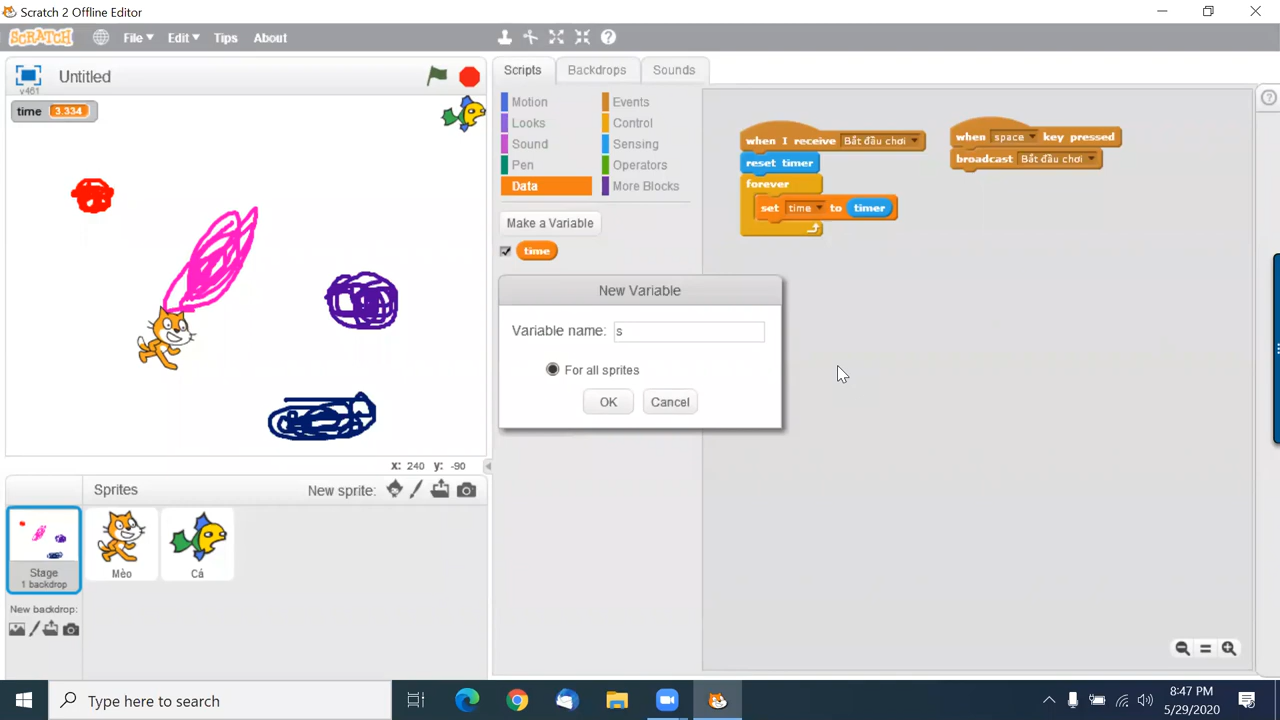 Scratch 2 Offline Editor
SCRATCH File Edit Tips About
Untitled
v461
time 3.334
x: 240 y: -90
Sprites New sprite:
Stage
1 backdrop
Mèo
Cá
New backdrop:
Scripts Backdrops Sounds
Motion Events
Looks Control
Sound Sensing
Pen Operators
Data More Blocks
Make a Variable
time
New Variable
Variable name: s
For all sprites
OK Cancel
when I receive Bắt đầu chơi
reset timer
forever
set time to timer
when space key pressed
broadcast Bắt đầu chơi
Type here to search
8:47 PM
5/29/2020